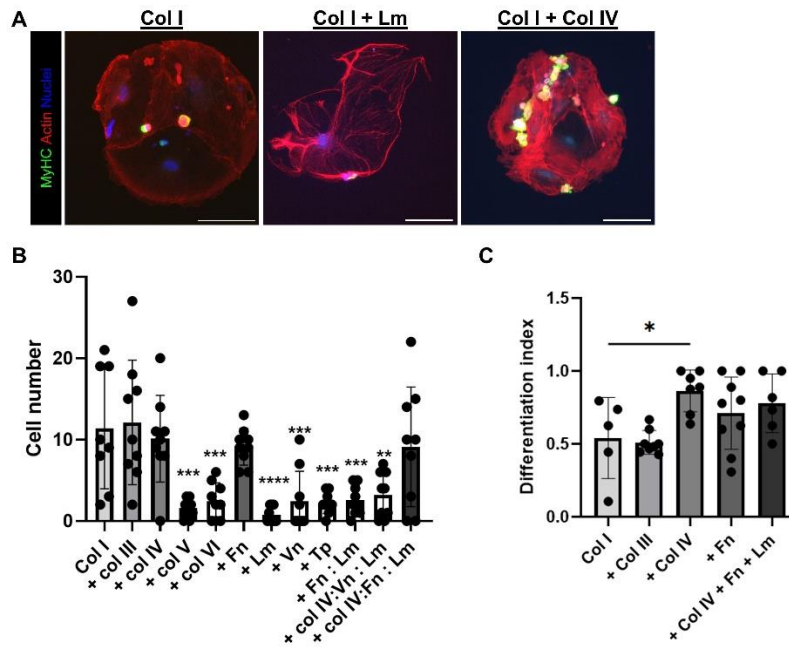 A
Col I
Col I + Lm
Col I + Col IV
MyHC Actin Nuclei
B
Cell number
30
20
10
0
***
***
****
***
***
***
**
Col I
+ col III
+ col IV
+ col V
+ col VI
+ Fn
+ Lm
+ Vn
+ Tp
+ Fn : Lm
+ col IV:Vn : Lm
+ col IV:Fn : Lm
C
Differentiation index
1.5
1.0
0.5
0.0
*
Col I
+ Col III
+ Col IV
+ Fn
+ Col IV + Fn + Lm